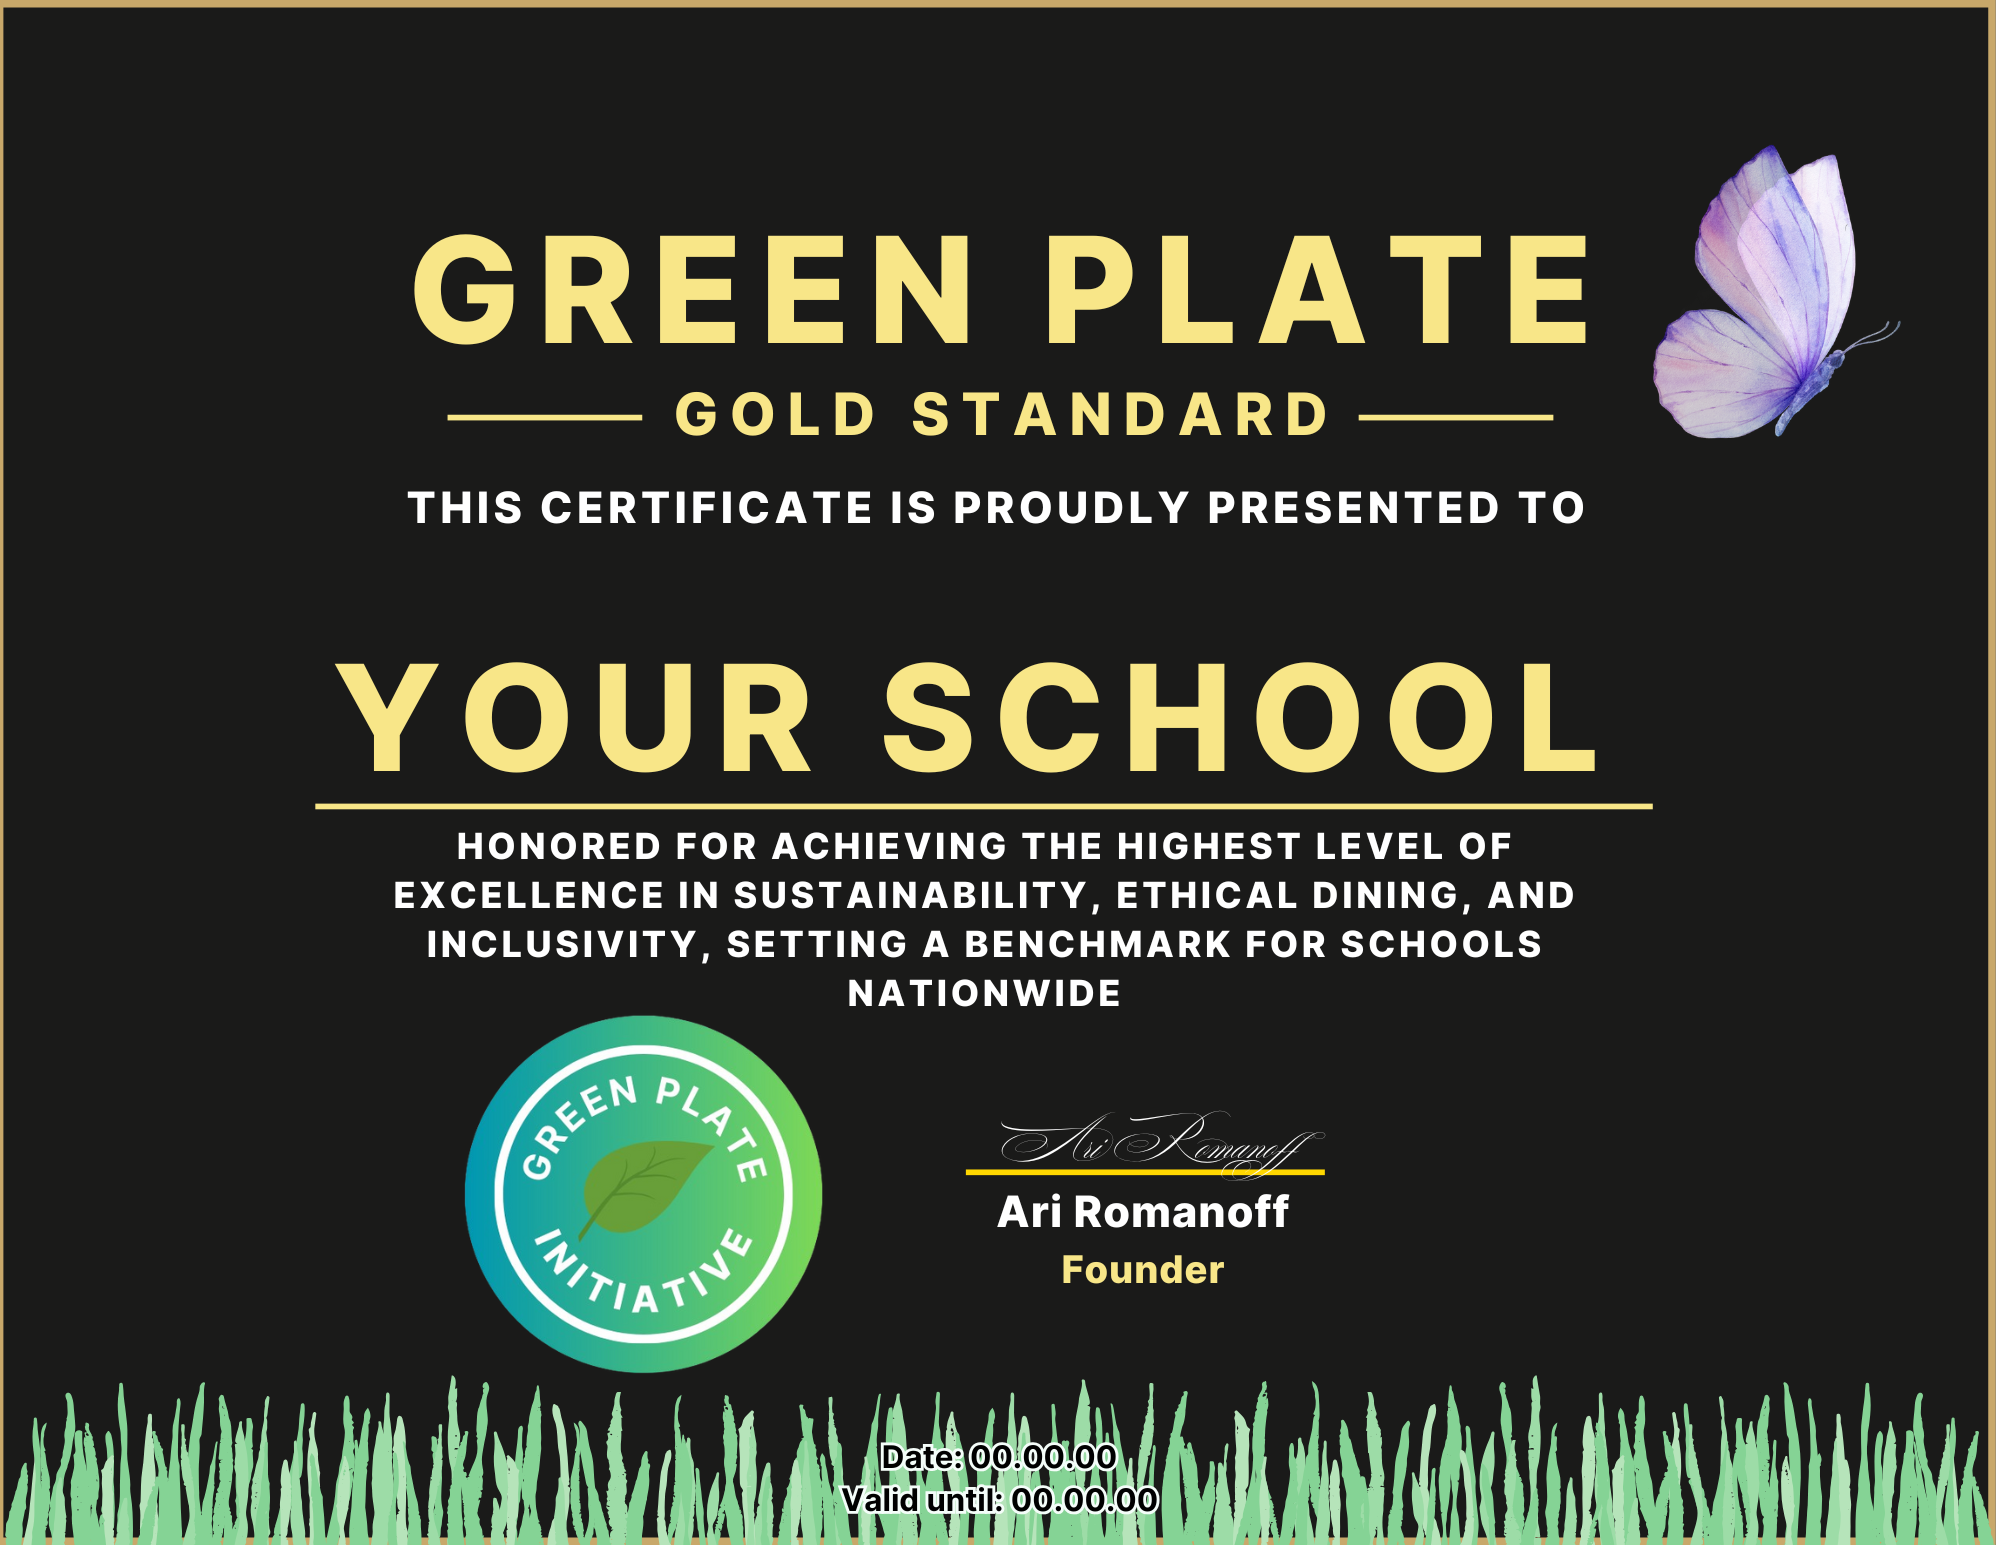 GREEN PLATE
GOLD STANDARD
THIS CERTIFICATE IS PROUDLY PRESENTED TO
YOUR SCHOOL
HONORED FOR ACHIEVING THE HIGHEST LEVEL OF
EXCELLENCE IN SUSTAINABILITY, ETHICAL DINING, AND
INCLUSIVITY, SETTING A BENCHMARK FOR SCHOOLS
NATIONWIDE
GREEN PLATE
INITIATIVE
Ari Romanoff
Ari Romanoff
Founder
Date: 00.00.00
Valid until: 00.00.00